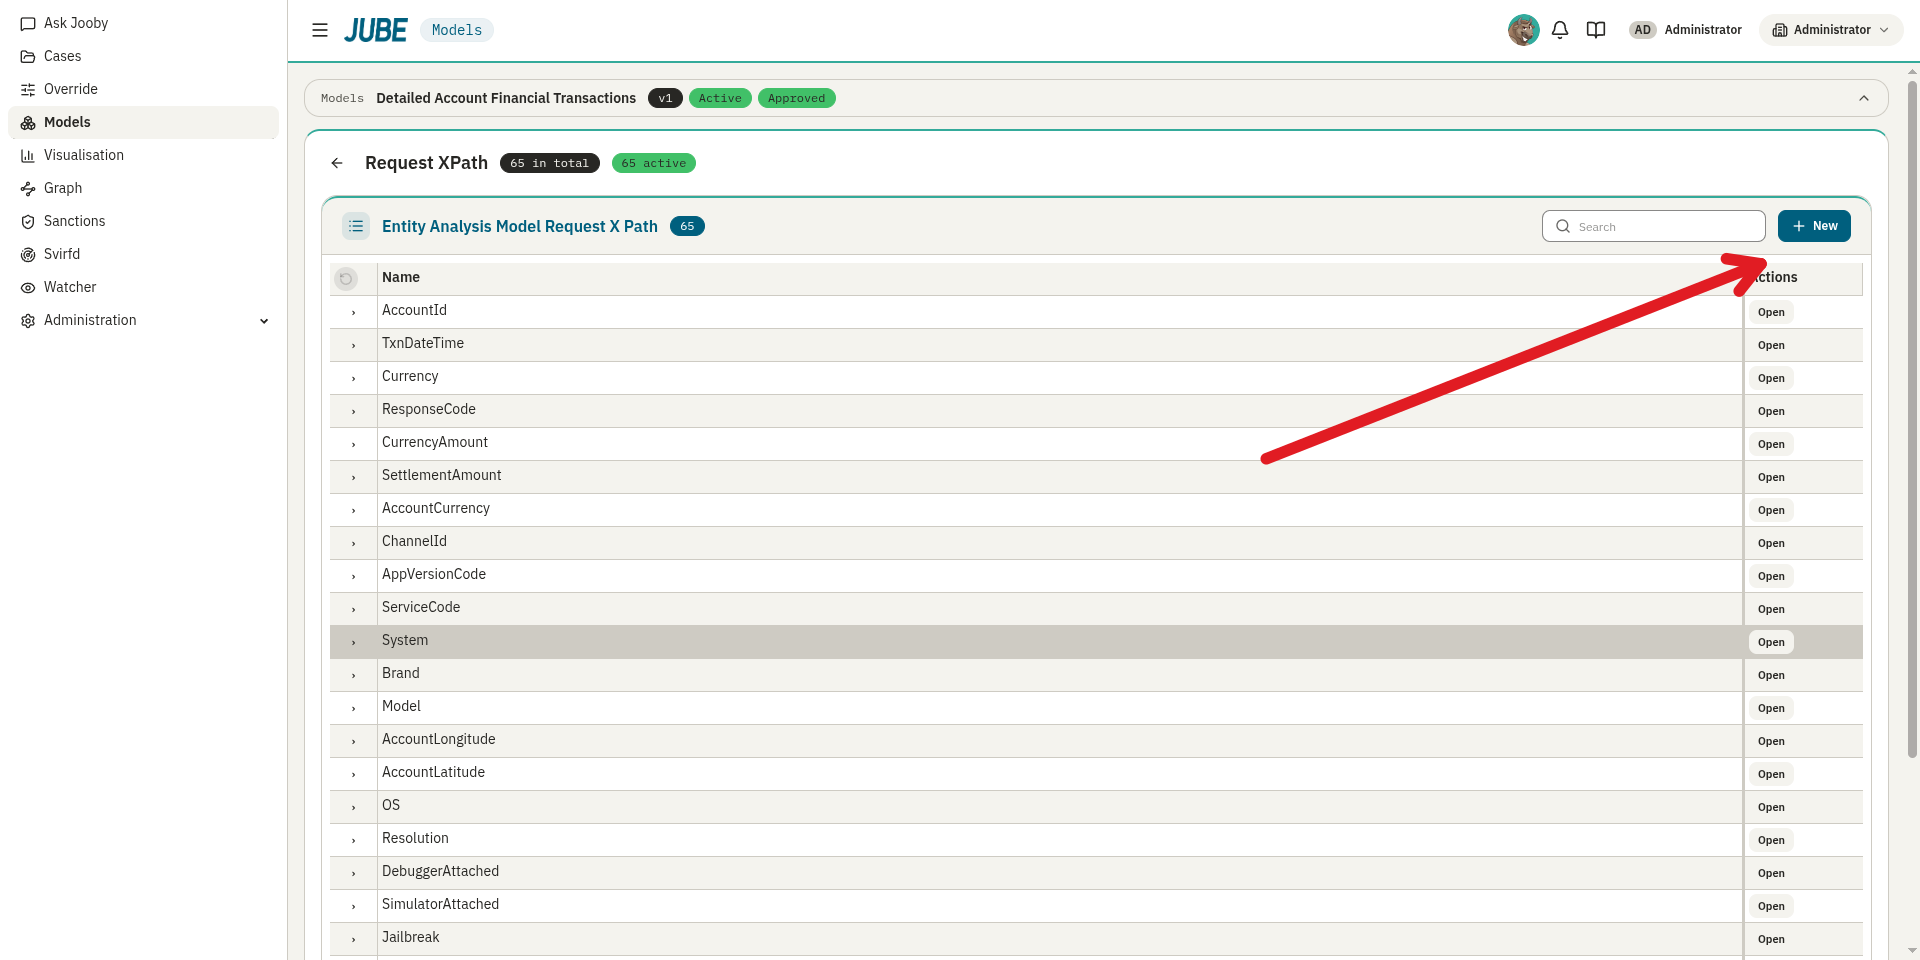 Ask Jooby
Cases
Override
Models
Visualisation
Graph
Sanctions
Svirfd
Watcher
Administration
JUBE Models
AD Administrator Administrator
Models Detailed Account Financial Transactions v1 Active Approved
Request XPath 65 in total 65 active
Entity Analysis Model Request X Path 65 Search + New
Name
AccountId Open
TxnDateTime Open
Currency Open
ResponseCode Open
CurrencyAmount Open
SettlementAmount Open
AccountCurrency Open
ChannelId Open
AppVersionCode Open
ServiceCode Open
System Open
Brand Open
Model Open
AccountLongitude Open
AccountLatitude Open
OS Open
Resolution Open
DebuggerAttached Open
SimulatorAttached Open
Jailbreak Open